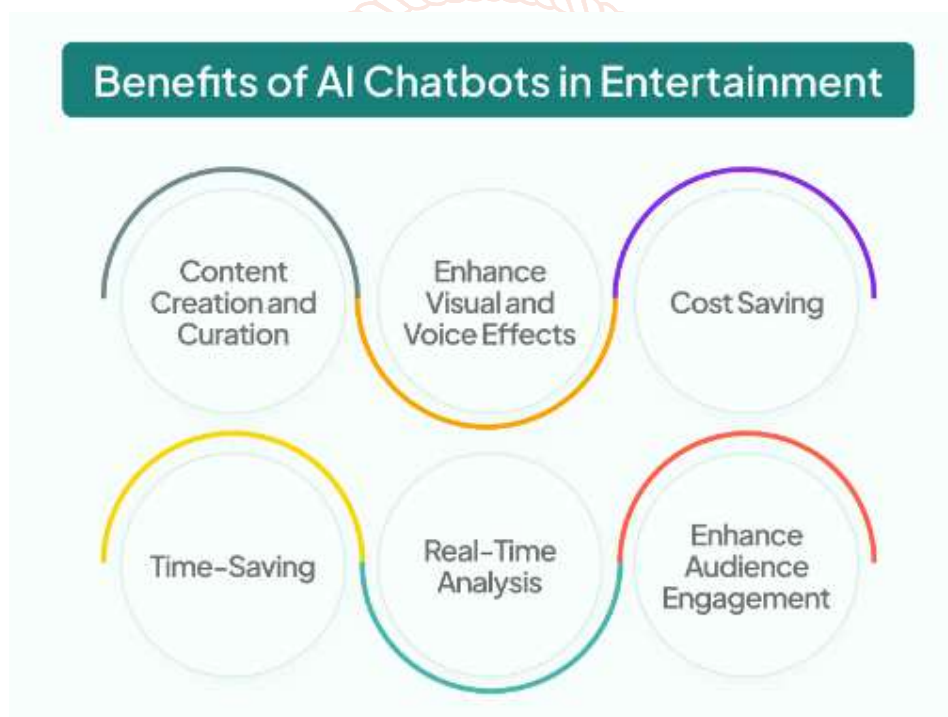 Benefits of AI Chatbots in Entertainment
Content
Creation and
Curation
Enhance
Visual and
Voice Effects
Cost Saving
Time-Saving
Real-Time
Analysis
Enhance
Audience
Engagement